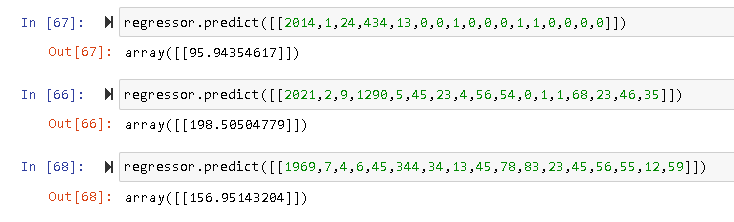 In [67]: regressor.predict([[2014,1,24,434,13,0,0,1,0,0,0,1,1,0,0,0,0]])
Out[67]: array([[95.94354617]])
In [66]: regressor.predict([[2021,2,9,1290,5,45,23,4,56,54,0,1,1,68,23,46,35]])
Out[66]: array([[198.50504779]])
In [68]: regressor.predict([[1969,7,4,6,45,344,34,13,45,78,83,23,45,56,55,12,59]])
Out[68]: array([[156.95143204]])